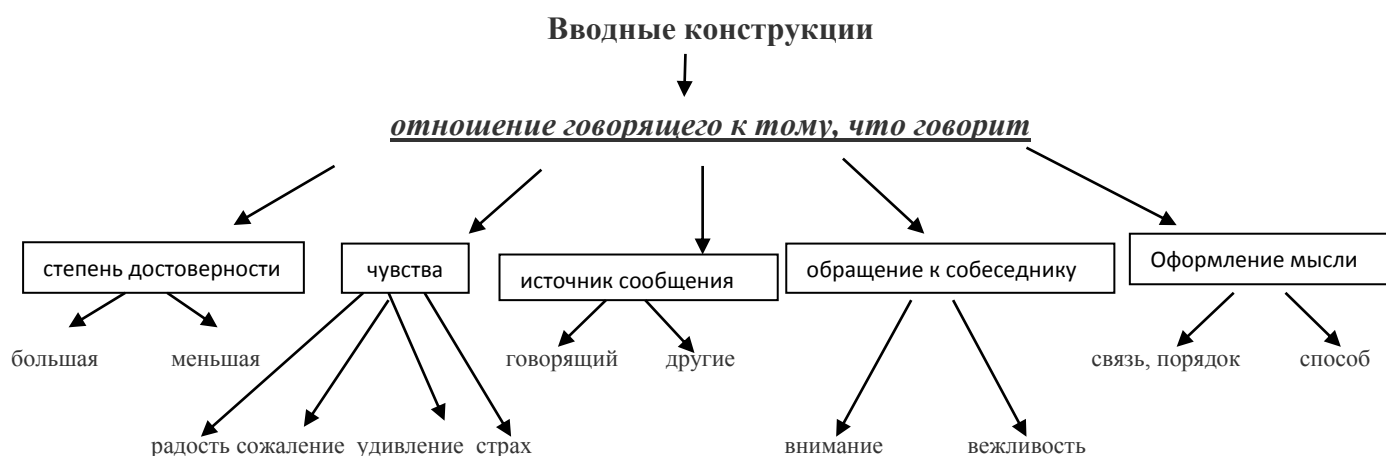 Вводные конструкции
отношение говорящего к тому, что говорит
степень достоверности
чувства
источник сообщения
обращение к собеседнику
Оформление мысли
большая
меньшая
говорящий
другие
связь, порядок
способ
радость
сожаление
удивление
страх
внимание
вежливость